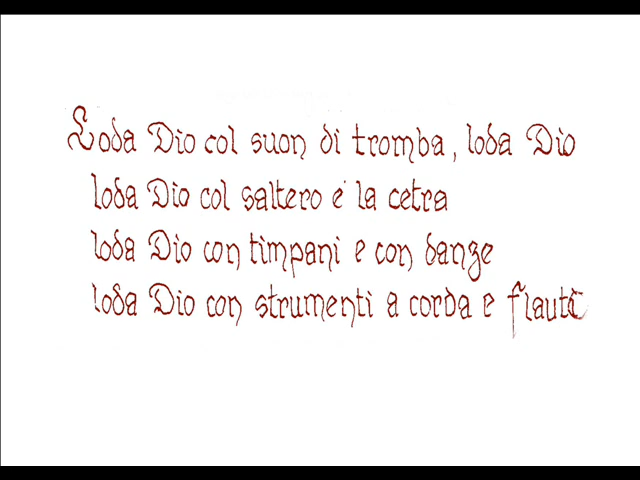 Loda Dio col suon di tromba, loda Dio
loda Dio col saltero e la cetra
loda Dio con timpani e con danze
loda Dio con strumenti a corda e flauti